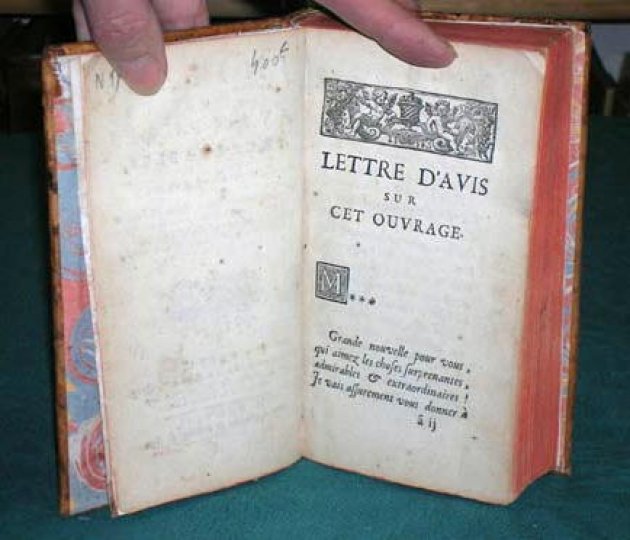 LETTRE D'AVIS
SUR
CET OUVRAGE.
M ***
Grande nouvelle pour vous,
qui aimez les choses surprenantes,
admirables & extraordinaires !
Je vais assurement vous donner à
ã ij